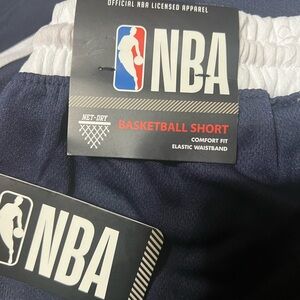 OFFICIAL NBA LICENSED APPAREL
NBA
NET-DRY
BASKETBALL SHORT
COMFORT FIT
ELASTIC WAISTBAND
NBA